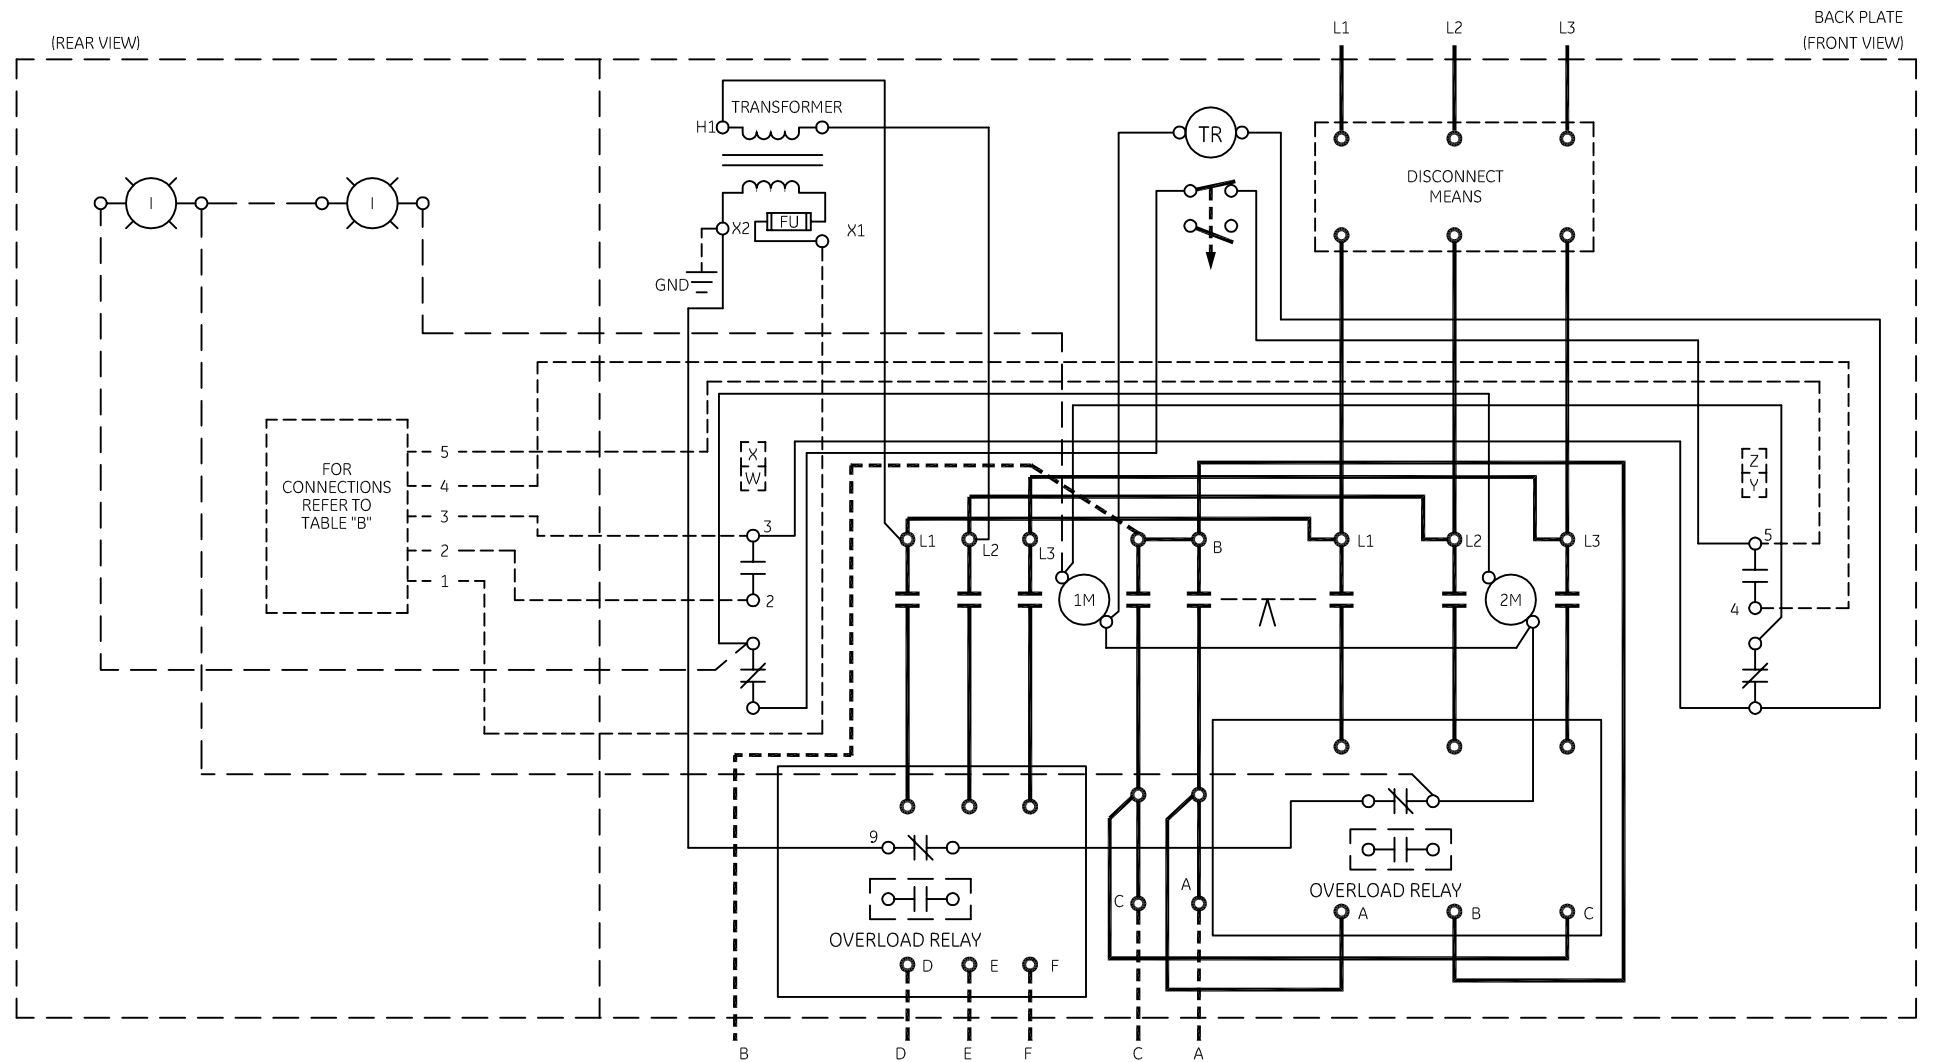 L1
L2
L3
BACK PLATE
(FRONT VIEW)
(REAR VIEW)
TRANSFORMER
H1
TR
DISCONNECT
MEANS
I
I
FU
X2
X1
GND
5
4
3
2
1
FOR
CONNECTIONS
REFER TO
TABLE "B"
X
W
Z
Y
3
2
5
4
L1
L2
L3
B
L1
L2
L3
1M
2M
9
OVERLOAD RELAY
D
E
F
C
A
OVERLOAD RELAY
A
B
C
B
D
E
F
C
A